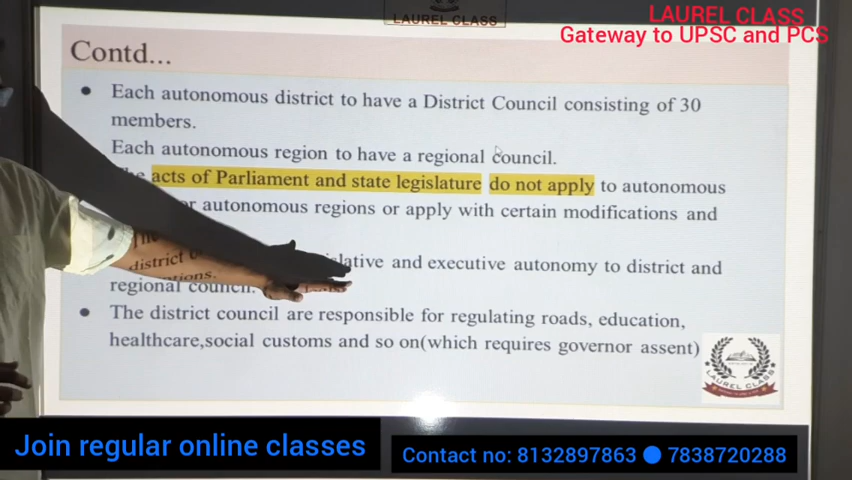 LAUREL CLASS
LAUREL CLASS
Gateway to UPSC and PCS
Contd...
Each autonomous district to have a District Council consisting of 30
members.
Each autonomous region to have a regional council.
acts of Parliament and state legislature do not apply to autonomous
autonomous regions or apply with certain modifications and
and executive autonomy to district and
regional council.
The district council are responsible for regulating roads, education,
healthcare,social customs and so on(which requires governor assent)
LAUREL CLASS
Join regular online classes
Contact no: 8132897863 7838720288